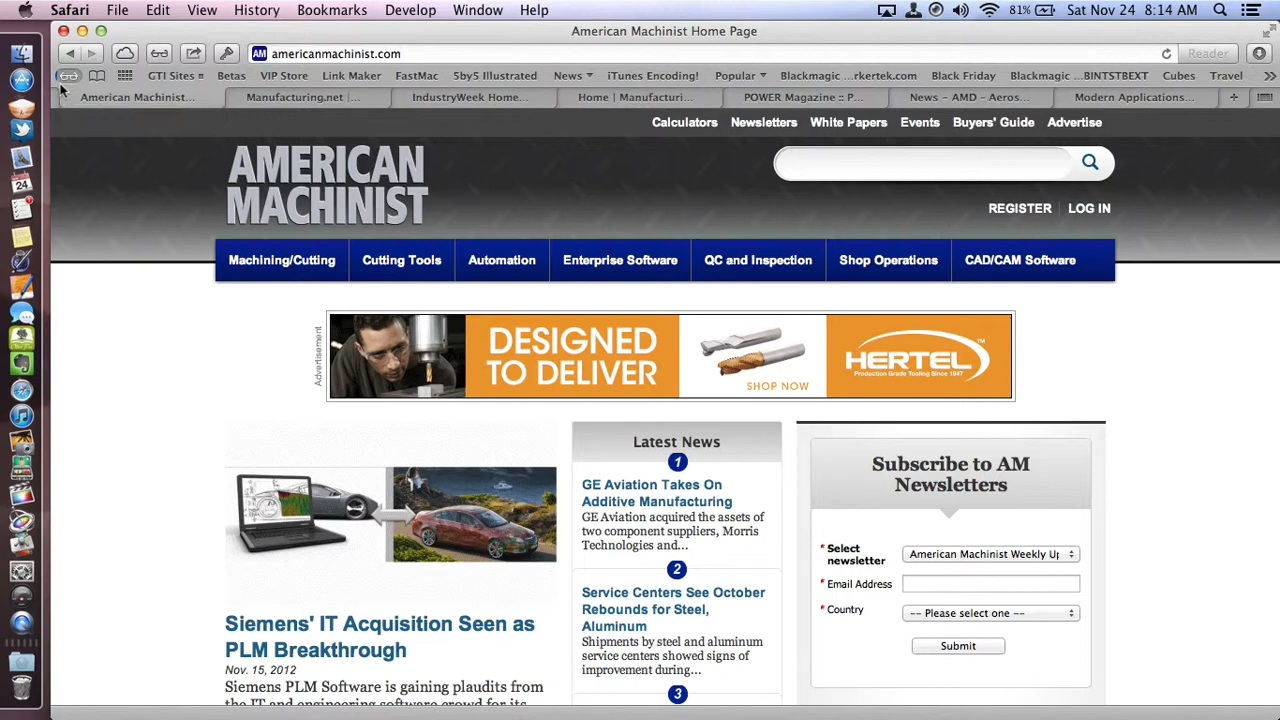 Safari File Edit View History Bookmarks Develop Window Help 81% Sat Nov 24 8:14 AM
American Machinist Home Page
AM americanmachinist.com Reader
GTI Sites Betas VIP Store Link Maker FastMac Sby5 Illustrated News iTunes Encoding! Popular Blackmagic ...rkertek.com Black Friday Blackmagic ...BINTSTBEXT Cubes Travel
American Machinist... Manufacturing.net |... IndustryWeek Home... Home | Manufacturi... POWER Magazine :: P... News – AMD – Aeros... Modern Applications...
Calculators Newsletters White Papers Events Buyers' Guide Advertise
AMERICAN
MACHINIST
REGISTER LOG IN
Machining/Cutting Cutting Tools Automation Enterprise Software QC and Inspection Shop Operations CAD/CAM Software
Advertisement
DESIGNED
TO DELIVER
SHOP NOW
HERTEL™
Production Grade Tooling Since 1947
Siemens' IT Acquisition Seen as
PLM Breakthrough
Nov. 15, 2012
Siemens PLM Software is gaining plaudits from
the IT and engineering software crowd for its
Latest News
1
GE Aviation Takes On
Additive Manufacturing
GE Aviation acquired the assets of
two component suppliers, Morris
Technologies and...
2
Service Centers See October
Rebounds for Steel,
Aluminum
Shipments by steel and aluminum
service centers showed signs of
improvement during...
3
Subscribe to AM
Newsletters
* Select
newsletter
American Machinist Weekly Up
* Email Address
* Country
-- Please select one --
Submit
24